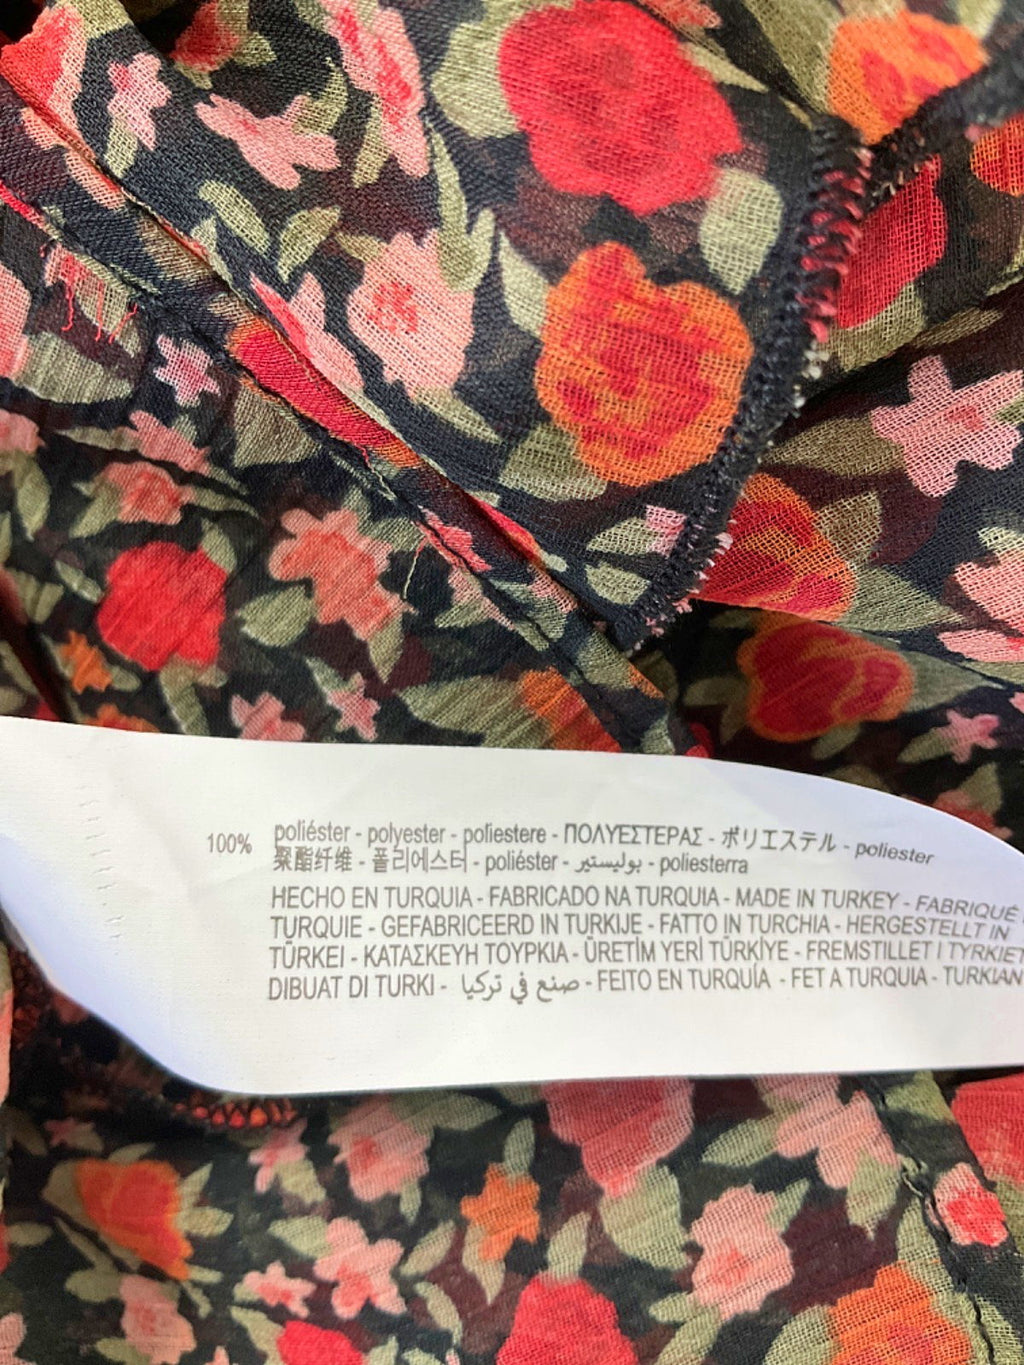 100% poliéster - polyester - poliestere - ΠΟΛΥΕΣΤΕΡΑΣ - ポリエステル - poliester
聚酯纤维 - 폴리에스터 - poliéster - بوليستير - poliesterra
HECHO EN TURQUIA - FABRICADO NA TURQUIA - MADE IN TURKEY - FABRIQUÉ
TURQUIE - GEFABRICEERD IN TURKIJE - FATTO IN TURCHIA - HERGESTELLT IN
TÜRKEI - ΚΑΤΑΣΚΕΥΗ ΤΟΥΡΚΙΑ - ÜRETİM YERİ TÜRKİYE - FREMSTILLET I TYRKIET
DIBUAT DI TURKI - صنع في تركيا - FEITO EN TURQUÍA - FET A TURQUIA - TURKIAN